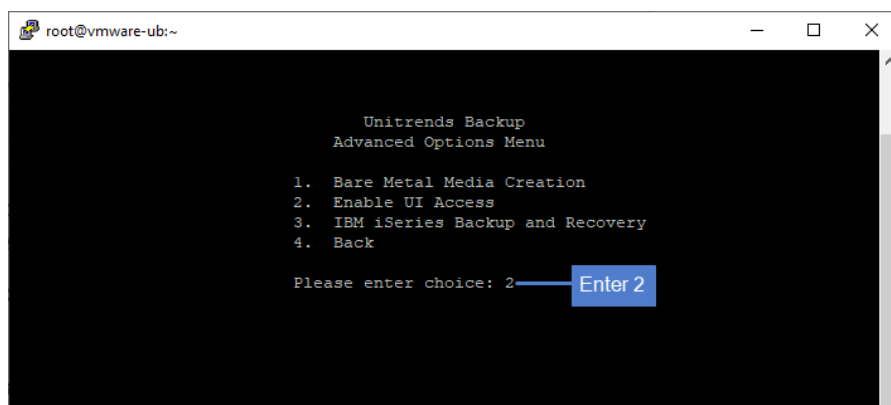 root@vmware-ub:~
Unitrends Backup
Advanced Options Menu
1. Bare Metal Media Creation
2. Enable UI Access
3. IBM iSeries Backup and Recovery
4. Back
Please enter choice: 2
Enter 2